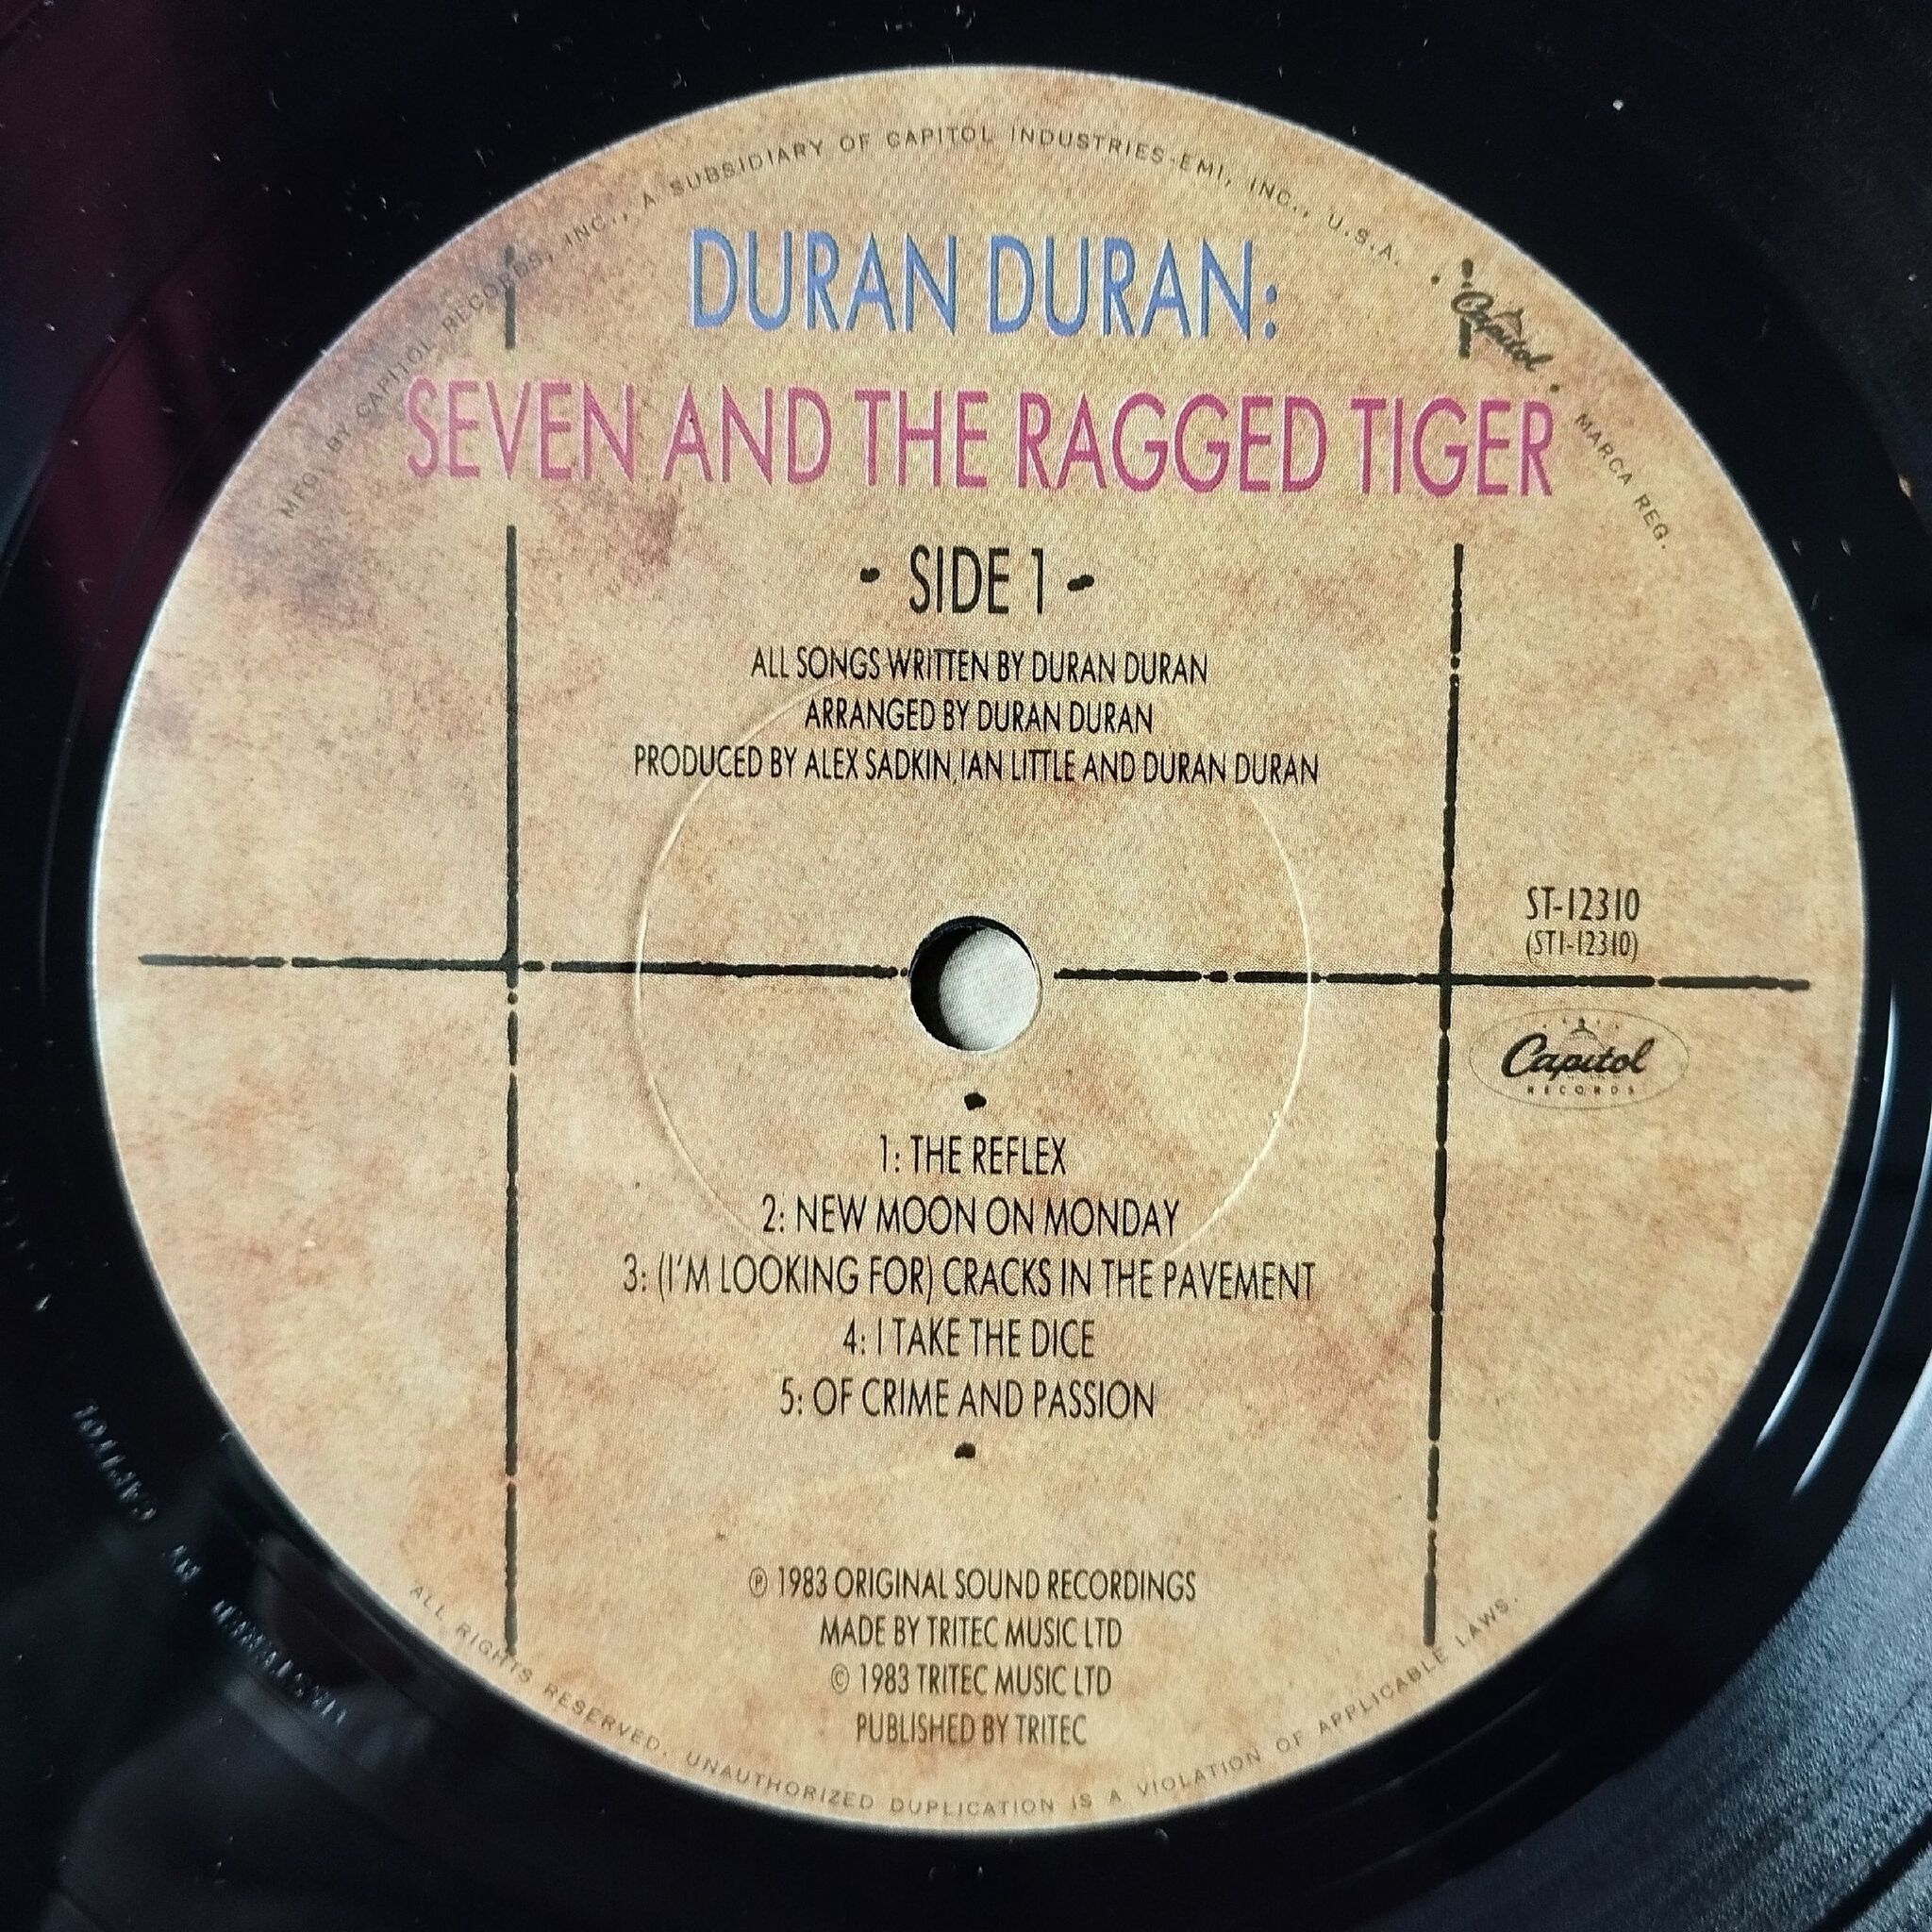 MFG. BY CAPITOL RECORDS, INC., A SUBSIDIARY OF CAPITOL INDUSTRIES-EMI, INC., U.S.A. · Capitol · MARCA REG.
DURAN DURAN:
SEVEN AND THE RAGGED TIGER
- SIDE 1 -
ALL SONGS WRITTEN BY DURAN DURAN
ARRANGED BY DURAN DURAN
PRODUCED BY ALEX SADKIN, IAN LITTLE AND DURAN DURAN
ST-12310
(ST1-12310)
Capitol
RECORDS
1: THE REFLEX
2: NEW MOON ON MONDAY
3: (I'M LOOKING FOR) CRACKS IN THE PAVEMENT
4: I TAKE THE DICE
5: OF CRIME AND PASSION
℗ 1983 ORIGINAL SOUND RECORDINGS
MADE BY TRITEC MUSIC LTD
© 1983 TRITEC MUSIC LTD
PUBLISHED BY TRITEC
ALL RIGHTS RESERVED. UNAUTHORIZED DUPLICATION IS A VIOLATION OF APPLICABLE LAWS.
MASTERED BY CAPITOL